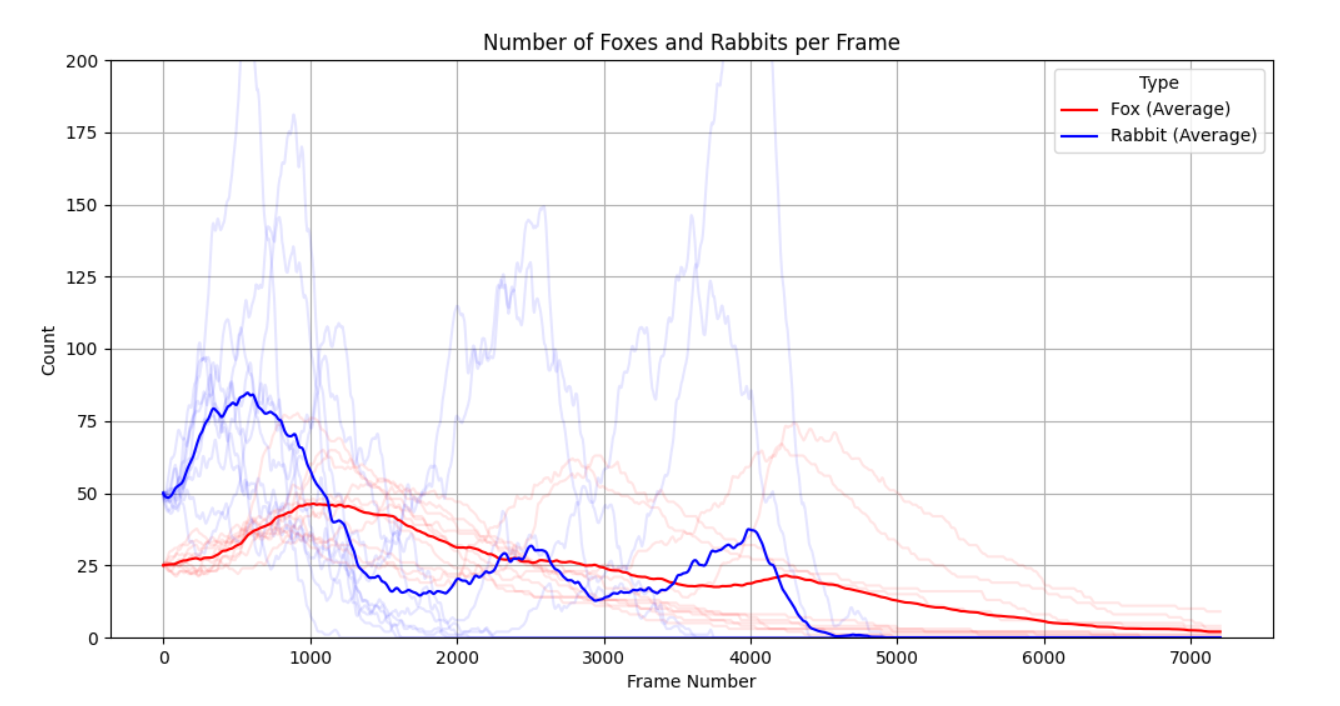 Number of Foxes and Rabbits per Frame
200
175
150
125
100
75
50
25
0
Count
Type
Fox (Average)
Rabbit (Average)
0 1000 2000 3000 4000 5000 6000 7000
Frame Number